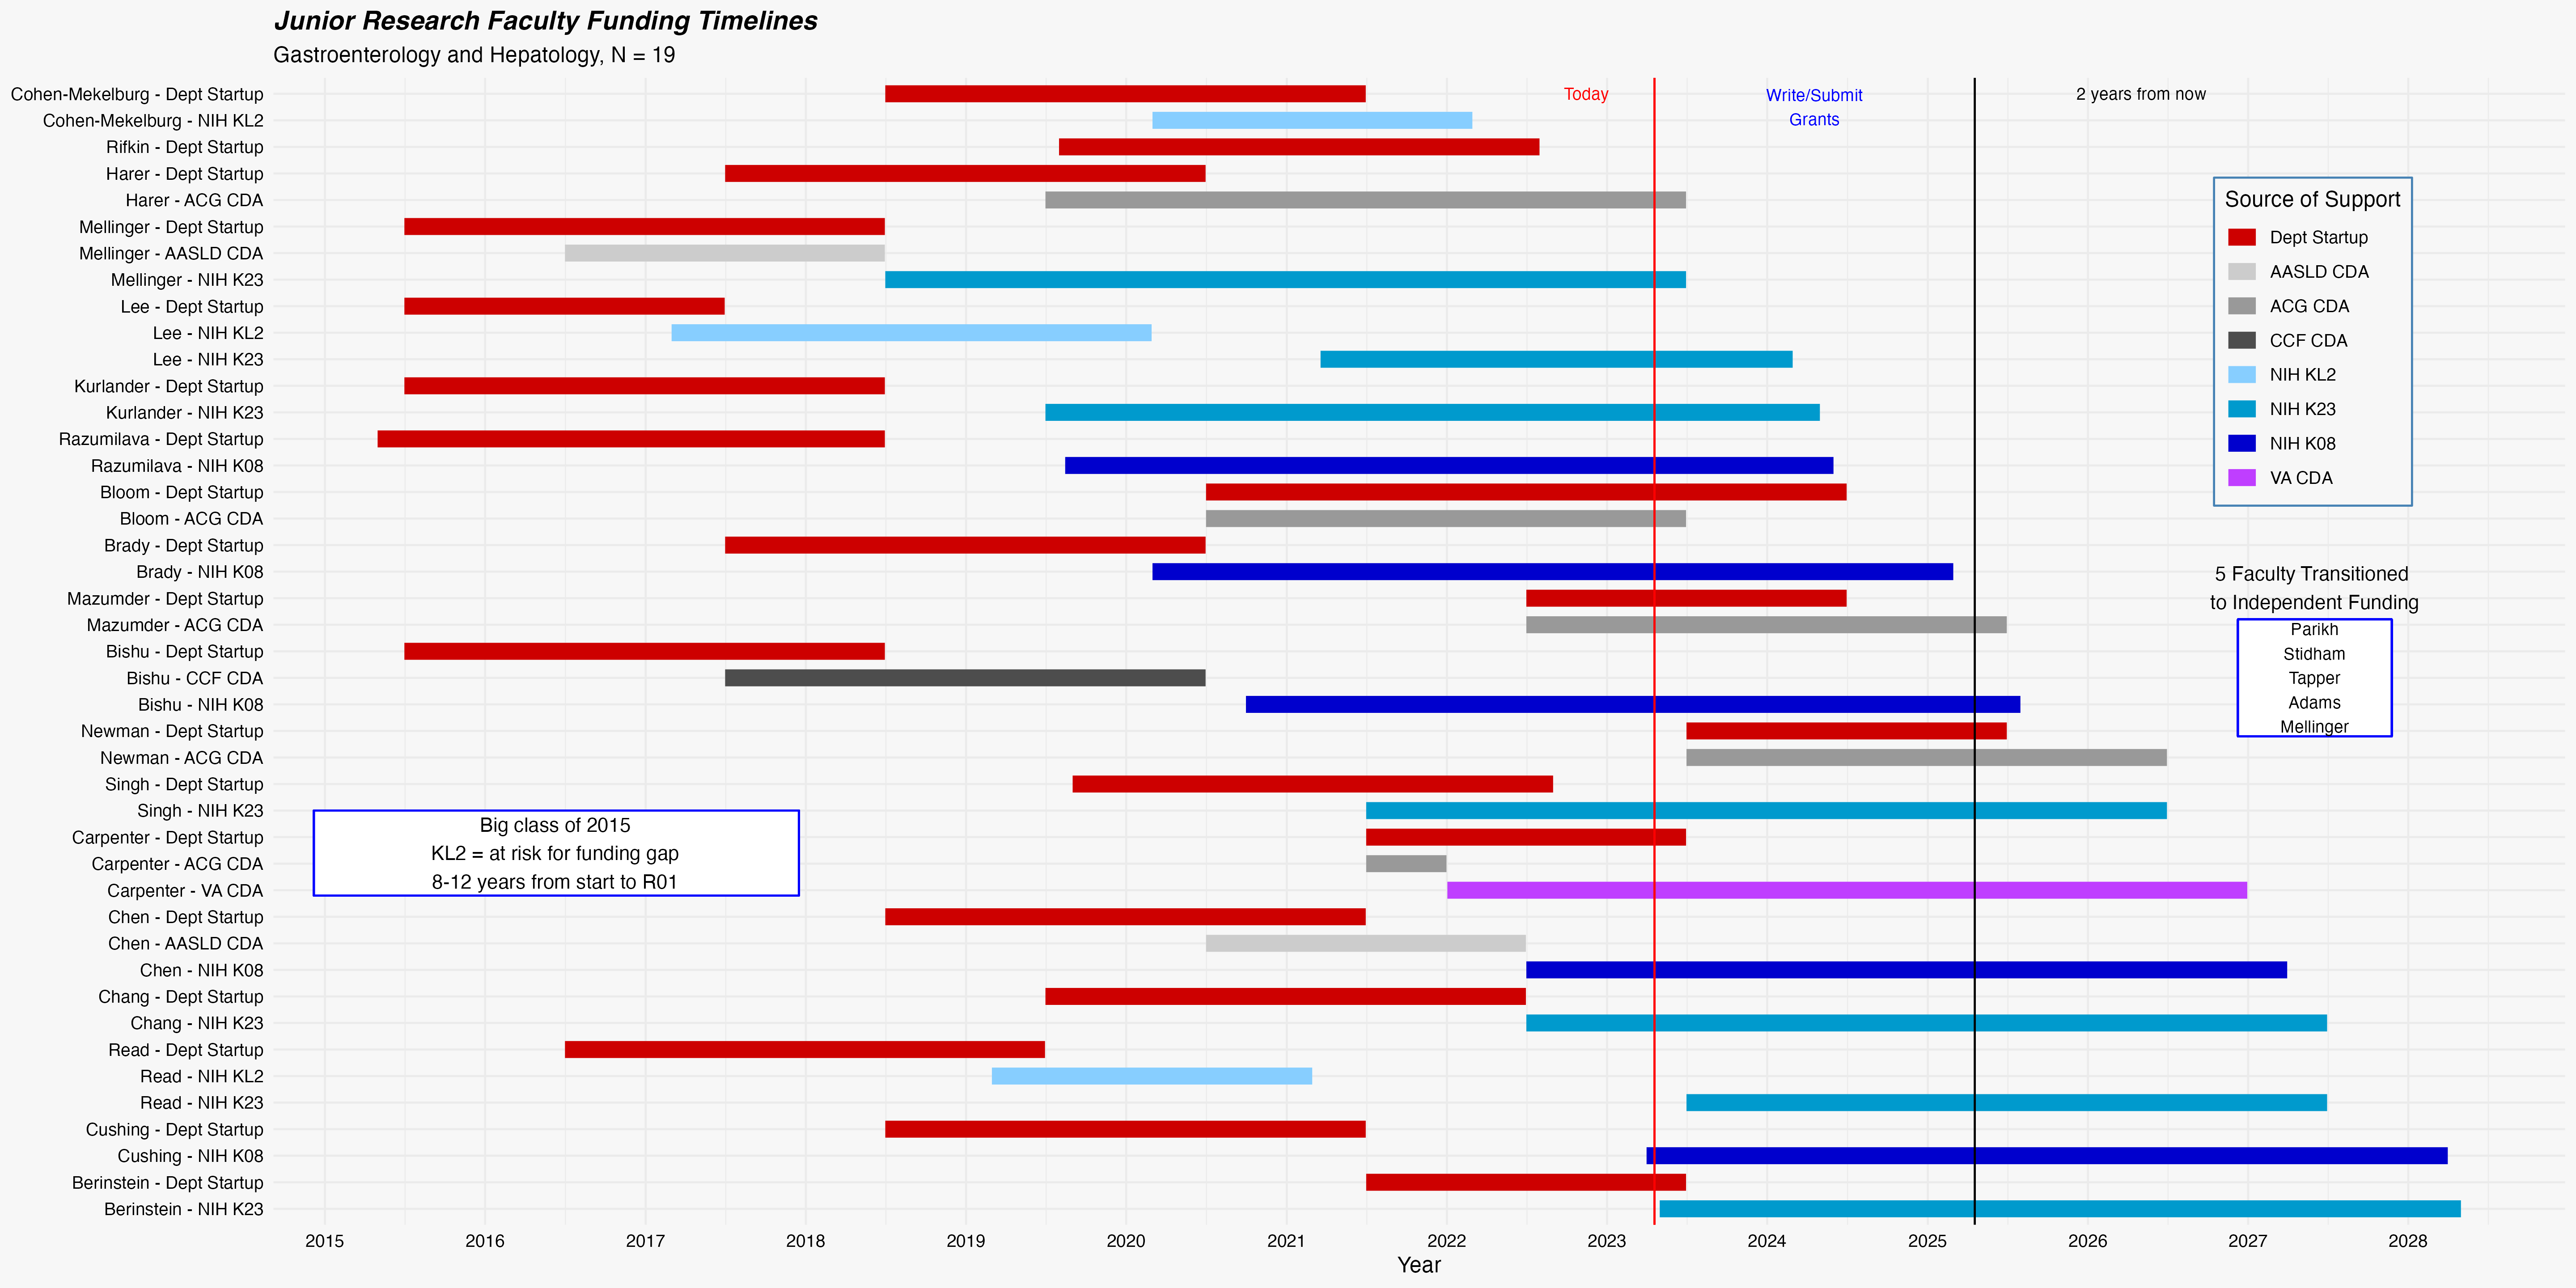 Junior Research Faculty Funding Timelines
Gastroenterology and Hepatology, N = 19
Cohen-Mekelburg - Dept Startup
Cohen-Mekelburg - NIH KL2
Rifkin - Dept Startup
Harer - Dept Startup
Harer - ACG CDA
Mellinger - Dept Startup
Mellinger - AASLD CDA
Mellinger - NIH K23
Lee - Dept Startup
Lee - NIH KL2
Lee - NIH K23
Kurlander - Dept Startup
Kurlander - NIH K23
Razumilava - Dept Startup
Razumilava - NIH K08
Bloom - Dept Startup
Bloom - ACG CDA
Brady - Dept Startup
Brady - NIH K08
Mazumder - Dept Startup
Mazumder - ACG CDA
Bishu - Dept Startup
Bishu - CCF CDA
Bishu - NIH K08
Newman - Dept Startup
Newman - ACG CDA
Singh - Dept Startup
Singh - NIH K23
Carpenter - Dept Startup
Carpenter - ACG CDA
Carpenter - VA CDA
Chen - Dept Startup
Chen - AASLD CDA
Chen - NIH K08
Chang - Dept Startup
Chang - NIH K23
Read - Dept Startup
Read - NIH KL2
Read - NIH K23
Cushing - Dept Startup
Cushing - NIH K08
Berinstein - Dept Startup
Berinstein - NIH K23
Today
Write/Submit
Grants
2 years from now
Source of Support
Dept Startup
AASLD CDA
ACG CDA
CCF CDA
NIH KL2
NIH K23
NIH K08
VA CDA
5 Faculty Transitioned
to Independent Funding
Parikh
Stidham
Tapper
Adams
Mellinger
Big class of 2015
KL2 = at risk for funding gap
8-12 years from start to R01
2015 2016 2017 2018 2019 2020 2021 2022 2023 2024 2025 2026 2027 2028
Year